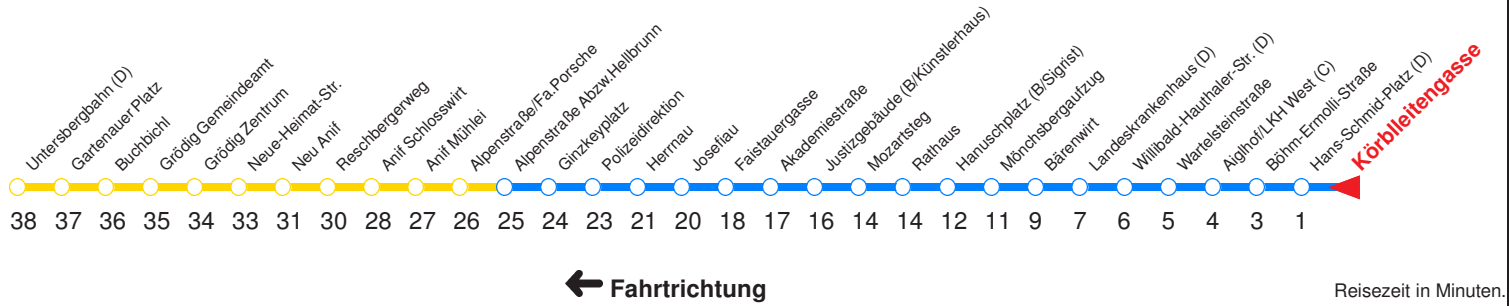 Untersbergbahn (D)
Gartenauer Platz
Buchbichl
Grödig Gemeindeamt
Grödig Zentrum
Neue-Heimat-Str.
Neu Anif
Reschbergerweg
Anif Schlosswirt
Anif Mühlei
Alpenstraße/Fa.Porsche
Alpenstraße Abzw.Hellbrunn
Ginzkeyplatz
Polizeidirektion
Herrnau
Josefiau
Faistauergasse
Akademiestraße
Justizgebäude (B/Künstlerhaus)
Mozartsteg
Rathaus
Hanuschplatz (B/Sigrist)
Mönchsbergaufzug
Bärenwirt
Landeskrankenhaus (D)
Willibald-Hauthaler-Str. (D)
Wartelsteinstraße
Aiglhof/LKH West (C)
Böhm-Ermolli-Straße
Hans-Schmid-Platz (D)
Körblleitengasse
38 37 36 35 34 33 31 30 28 27 26 25 24 23 21 20 18 17 16 14 14 12 11 9 7 6 5 4 3 1
Fahrtrichtung
Reisezeit in Minuten.